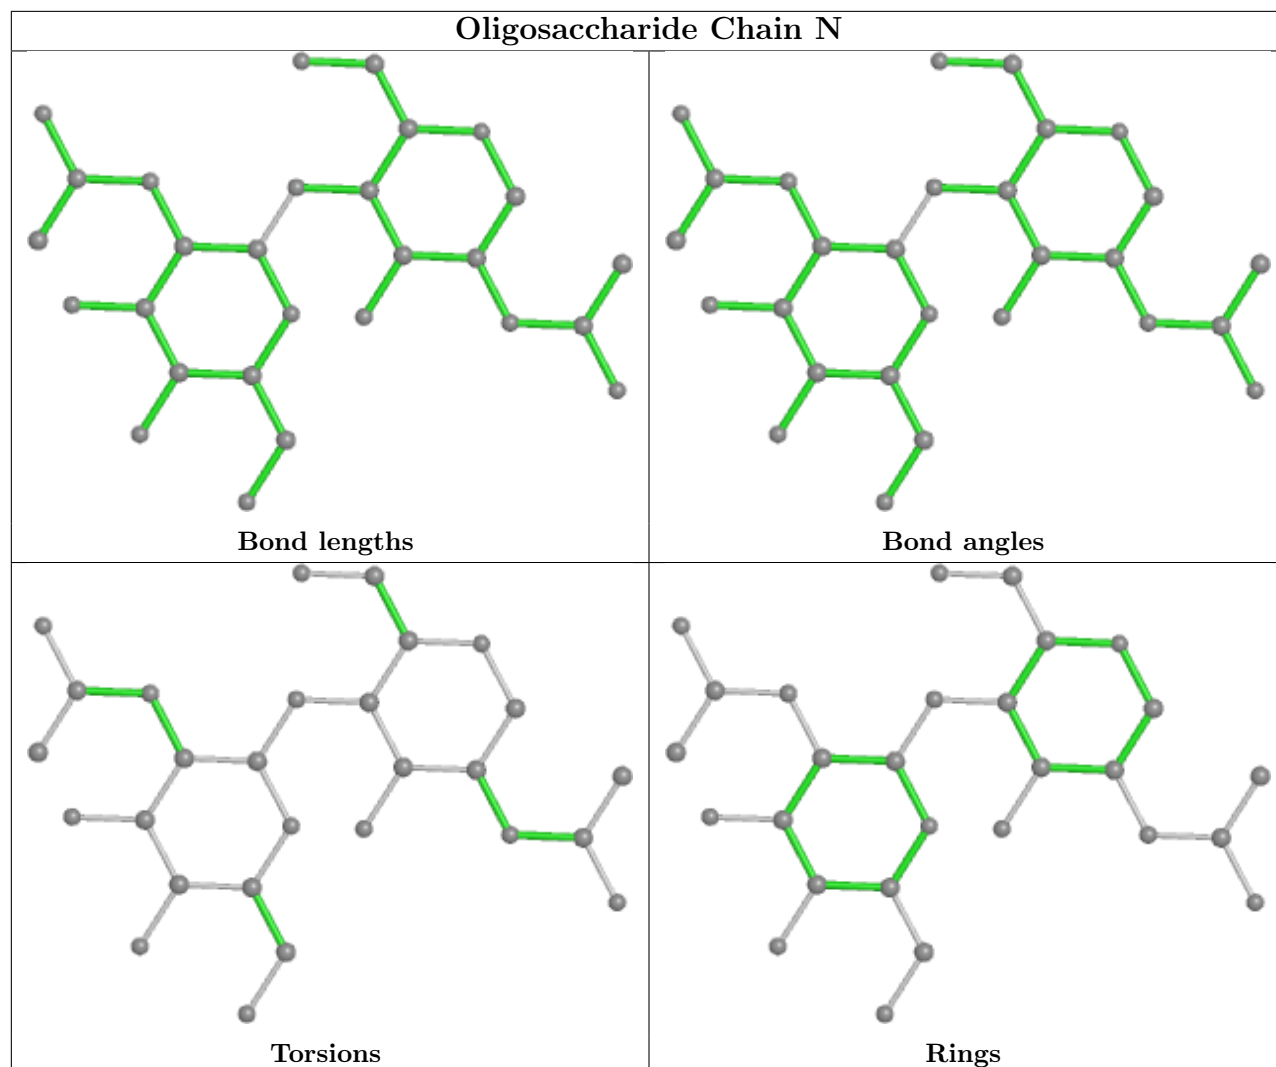 Oligosaccharide Chain N
Bond lengths
Bond angles
Torsions
Rings